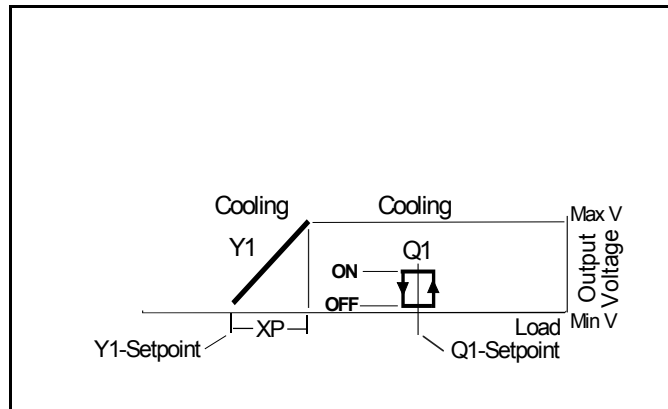 Cooling
Cooling
Max V
Y1
Q1
ON
OFF
Output
Voltage
XP
Load
Min V
Y1-Setpoint
Q1-Setpoint